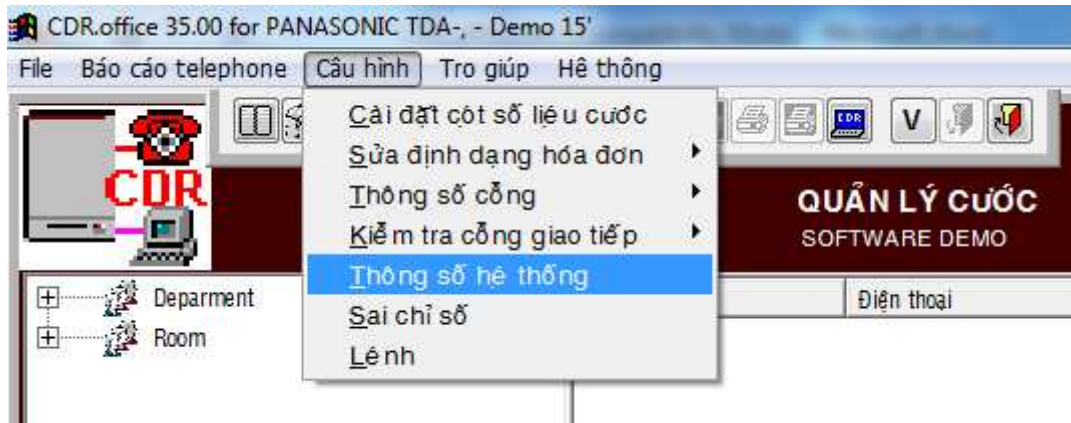 CDR.office 35.00 for PANASONIC TDA-, - Demo 15'
File Báo cáo telephone Câu hình Tro giúp Hê thông
Cài đặt cột số liệu cước
Sửa định dạng hóa đơn
Thông số cổng
Kiểm tra cổng giao tiếp
Thông số hệ thống
Sai chỉ số
Lệnh
CDR
CDR V
QUẢN LÝ CƯỚC
SOFTWARE DEMO
Deparment
Room
Điện thoại